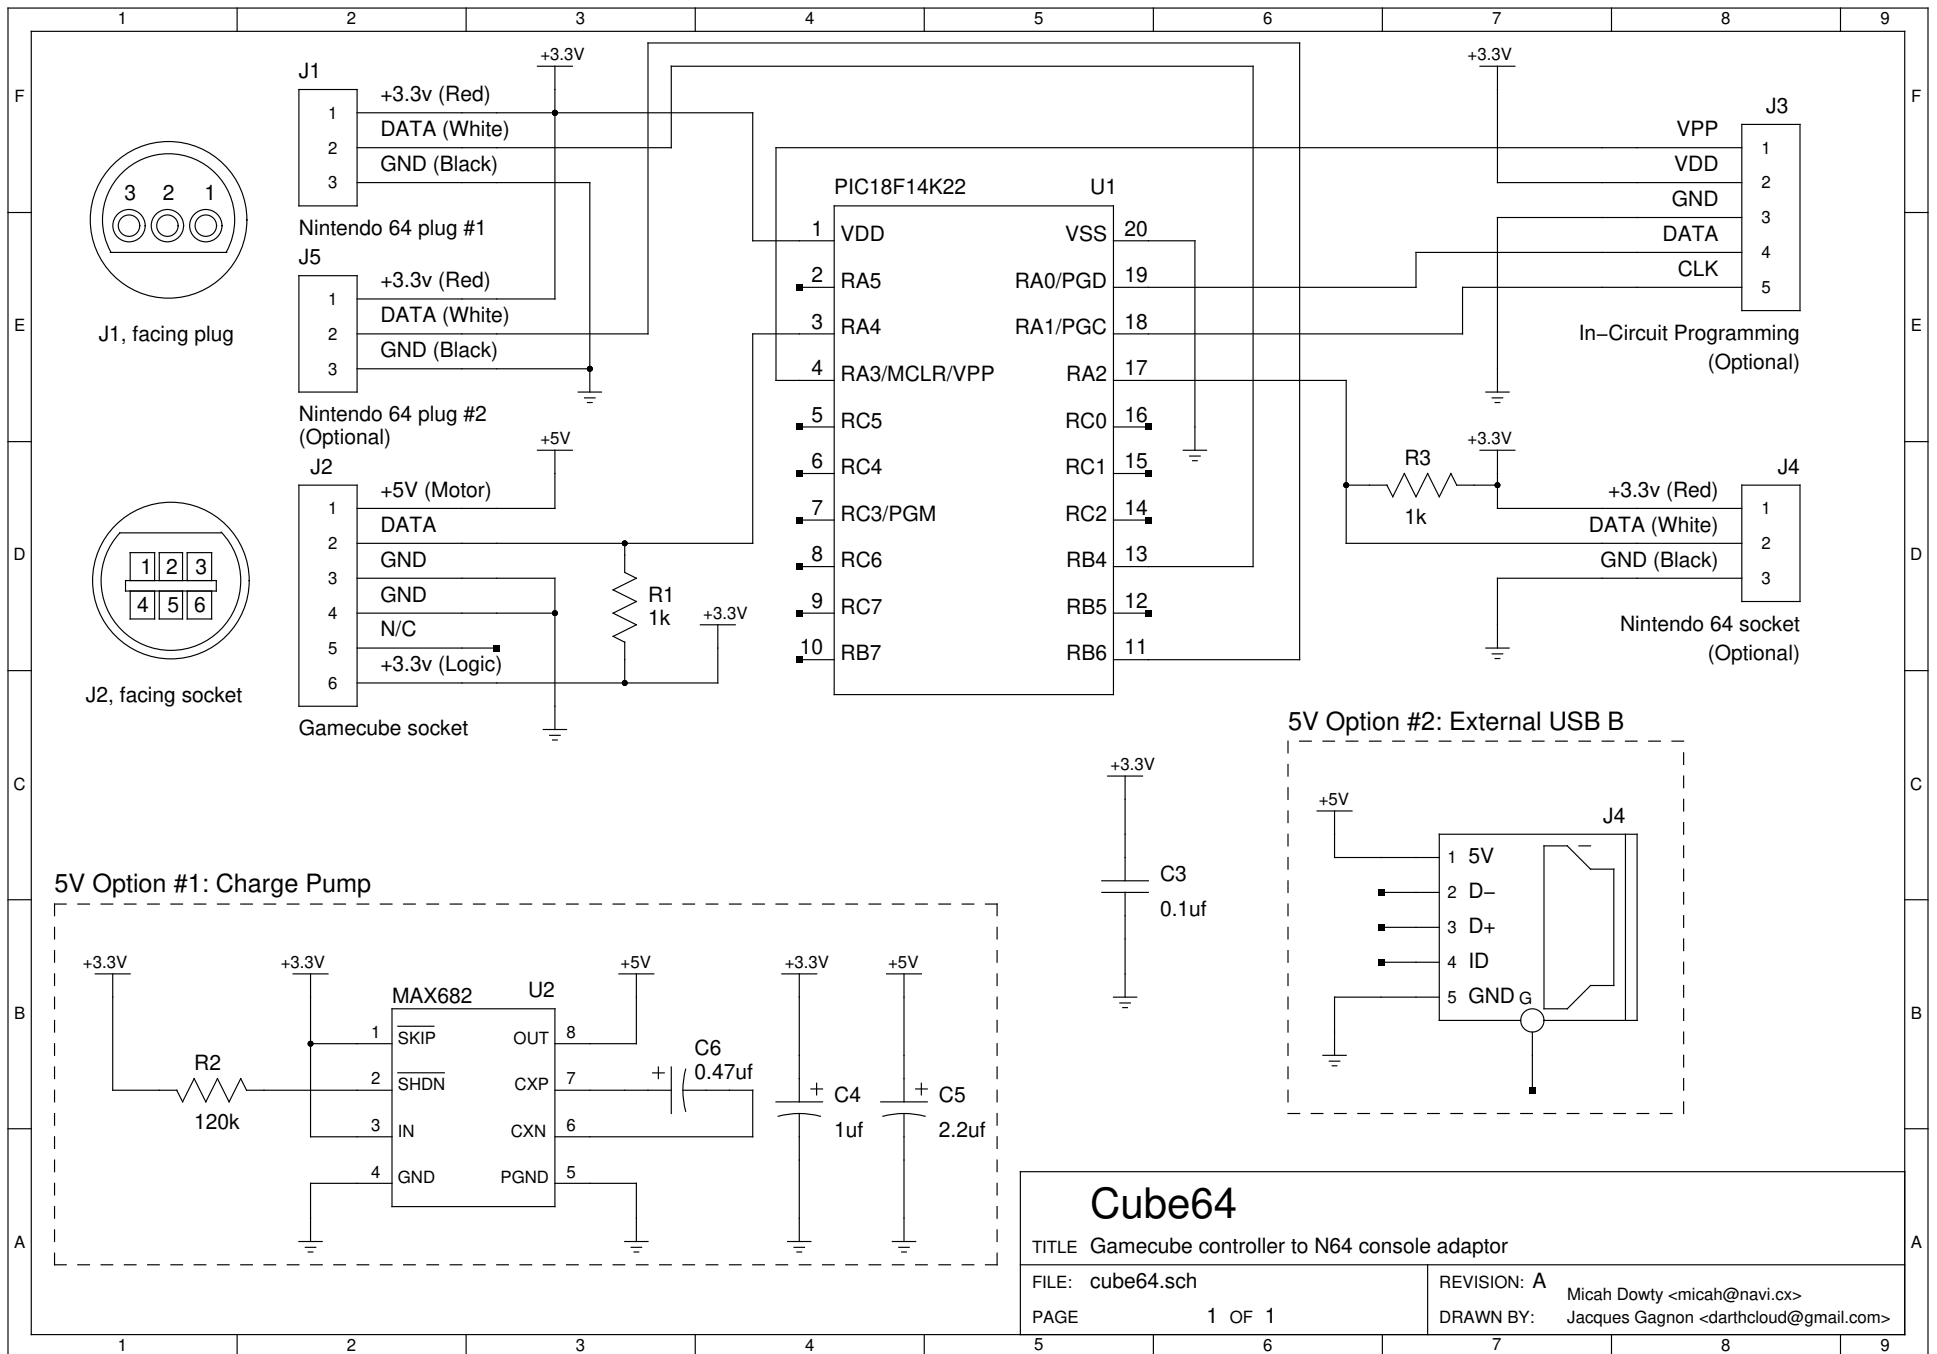 1 2 3 4 5 6 7 8 9
F
E
D
C
B
A
J1
+3.3v (Red)
1
DATA (White)
2
GND (Black)
3
Nintendo 64 plug #1
+3.3V
3 2 1
J1, facing plug
J5
+3.3v (Red)
1
DATA (White)
2
GND (Black)
3
Nintendo 64 plug #2
(Optional)
J2
+5V
+5V (Motor)
1
DATA
2
GND
3
GND
4
N/C
5
+3.3v (Logic)
6
Gamecube socket
1 2 3
4 5 6
J2, facing socket
R1
1k
+3.3V
PIC18F14K22 U1
1 VDD VSS 20
2 RA5 RA0/PGD 19
3 RA4 RA1/PGC 18
4 RA3/MCLR/VPP RA2 17
5 RC5 RC0 16
6 RC4 RC1 15
7 RC3/PGM RC2 14
8 RC6 RB4 13
9 RC7 RB5 12
10 RB7 RB6 11
+3.3V
J3
VPP
1
VDD
2
GND
3
DATA
4
CLK
5
In−Circuit Programming
(Optional)
R3
1k
+3.3V
J4
+3.3v (Red)
1
DATA (White)
2
GND (Black)
3
Nintendo 64 socket
(Optional)
5V Option #2: External USB B
+5V
J4
1 5V
2 D−
3 D+
4 ID
5 GND G
+3.3V
C3
0.1uf
5V Option #1: Charge Pump
+3.3V +3.3V +5V +3.3V +5V
R2
120k
MAX682 U2
1 SKIP OUT 8
2 SHDN CXP 7
3 IN CXN 6
4 GND PGND 5
C6
+ 0.47uf
+ C4
1uf
+ C5
2.2uf
Cube64
TITLE Gamecube controller to N64 console adaptor
FILE: cube64.sch
REVISION: A
PAGE 1 OF 1
DRAWN BY:
Micah Dowty <micah@navi.cx>
Jacques Gagnon <darthcloud@gmail.com>
F
E
D
C
B
A
1 2 3 4 5 6 7 8 9